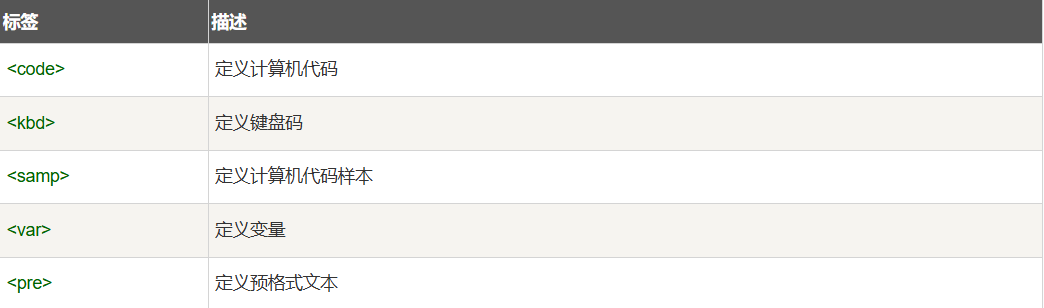 标签 描述
<code> 定义计算机代码
<kbd> 定义键盘码
<samp> 定义计算机代码样本
<var> 定义变量
<pre> 定义预格式文本